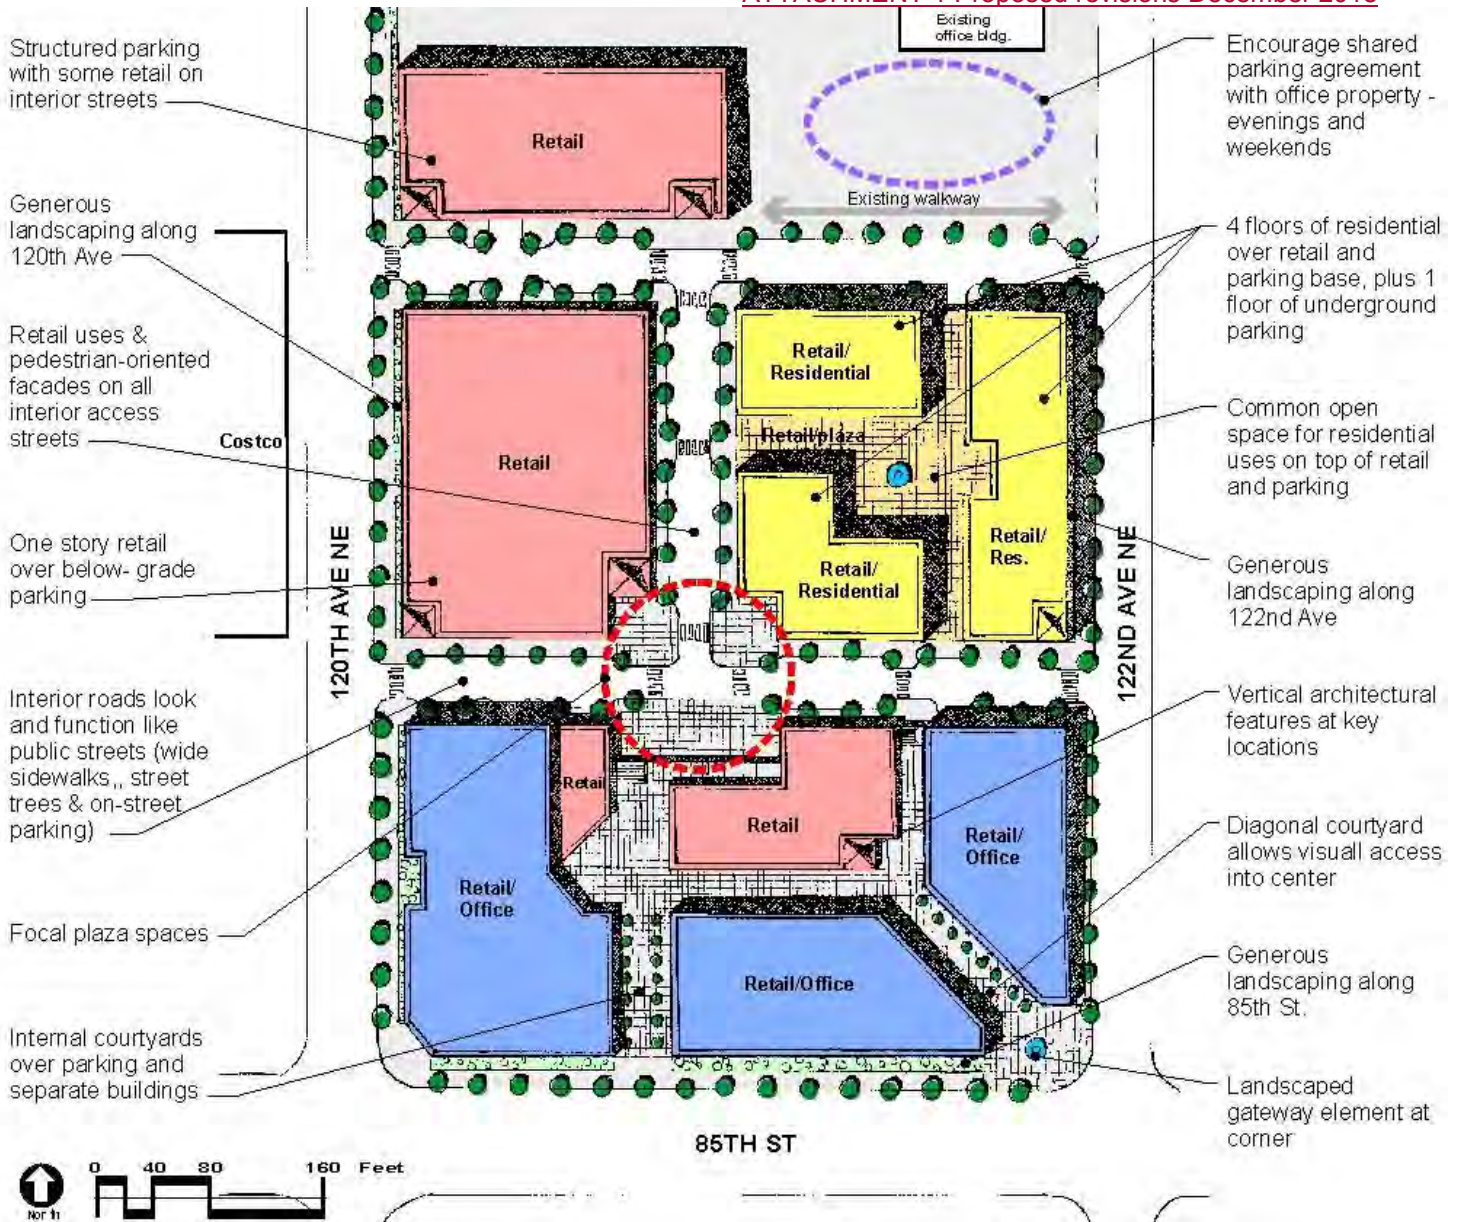 ATTACHMENT 4 Proposed revisions December 2015
Existing
office bldg.
Structured parking
with some retail on
interior streets
Generous
landscaping along
120th Ave
Retail uses &
pedestrian-oriented
facades on all
interior access
streets
Costco
One story retail
over below- grade
parking
Interior roads look
and function like
public streets (wide
sidewalks,, street
trees & on-street
parking)
Focal plaza spaces
Internal courtyards
over parking and
separate buildings
Retail
Existing walkway
Retail
Retail/
Residential
Retail/plaza
Retail/
Residential
Retail/
Res.
120TH AVE NE
122ND AVE NE
Retail
Retail
Retail/
Office
Retail/
Office
Retail/Office
85TH ST
Encourage shared
parking agreement
with office property -
evenings and
weekends
4 floors of residential
over retail and
parking base, plus 1
floor of underground
parking
Common open
space for residential
uses on top of retail
and parking
Generous
landscaping along
122nd Ave
Vertical architectural
features at key
locations
Diagonal courtyard
allows visuall access
into center
Generous
landscaping along
85th St.
Landscaped
gateway element at
corner
North
0 40 80 160 Feet